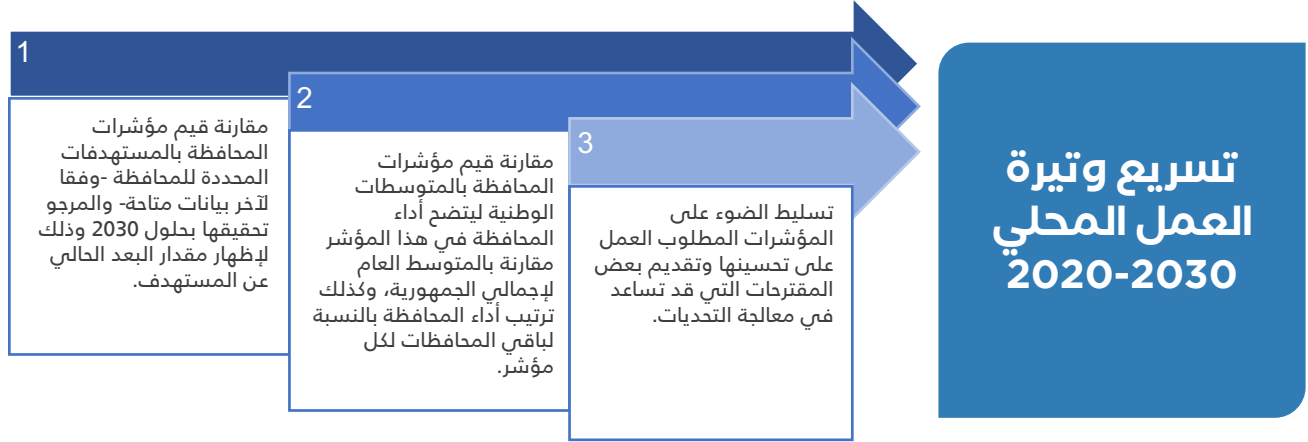 1
مقارنة قيم مؤشرات
المحافظة بالمستهدفات
المحددة للمحافظة -وفقا
لآخر بيانات متاحة- والمرجو
تحقيقها بحلول 2030 وذلك
لإظهار مقدار البعد الحالي
عن المستهدف.
2
مقارنة قيم مؤشرات
المحافظة بالمتوسطات
الوطنية ليتضح أداء
المحافظة في هذا المؤشر
مقارنة بالمتوسط العام
لإجمالي الجمهورية، وكذلك
ترتيب أداء المحافظة بالنسبة
لباقي المحافظات لكل
مؤشر.
3
تسليط الضوء على
المؤشرات المطلوب العمل
على تحسينها وتقديم بعض
المقترحات التي قد تساعد
في معالجة التحديات.
تسريع وتيرة
العمل المحلي
2020-2030